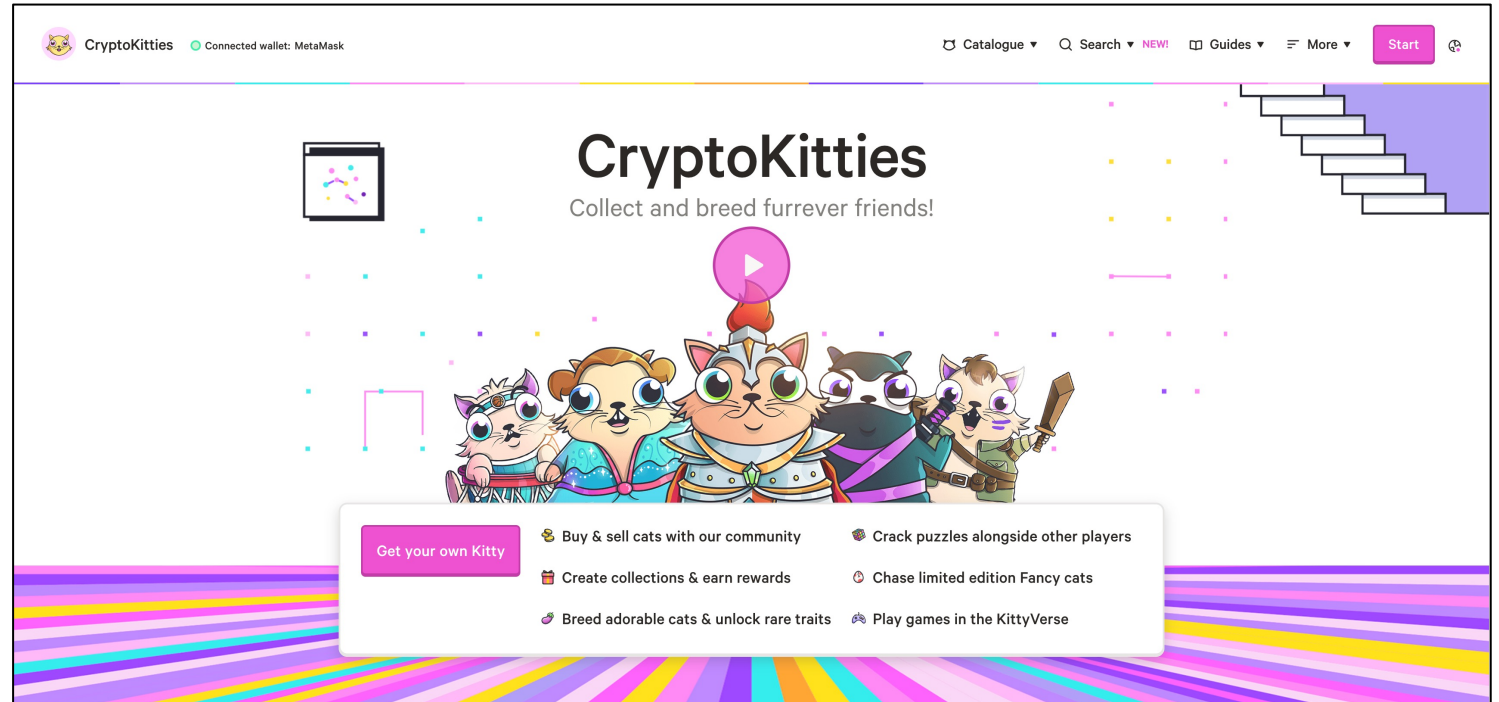 CryptoKitties
Connected wallet: MetaMask
Catalogue
Search
NEW!
Guides
More
Start
CryptoKitties
Collect and breed furrever friends!
Get your own Kitty
Buy & sell cats with our community
Crack puzzles alongside other players
Create collections & earn rewards
Chase limited edition Fancy cats
Breed adorable cats & unlock rare traits
Play games in the KittyVerse